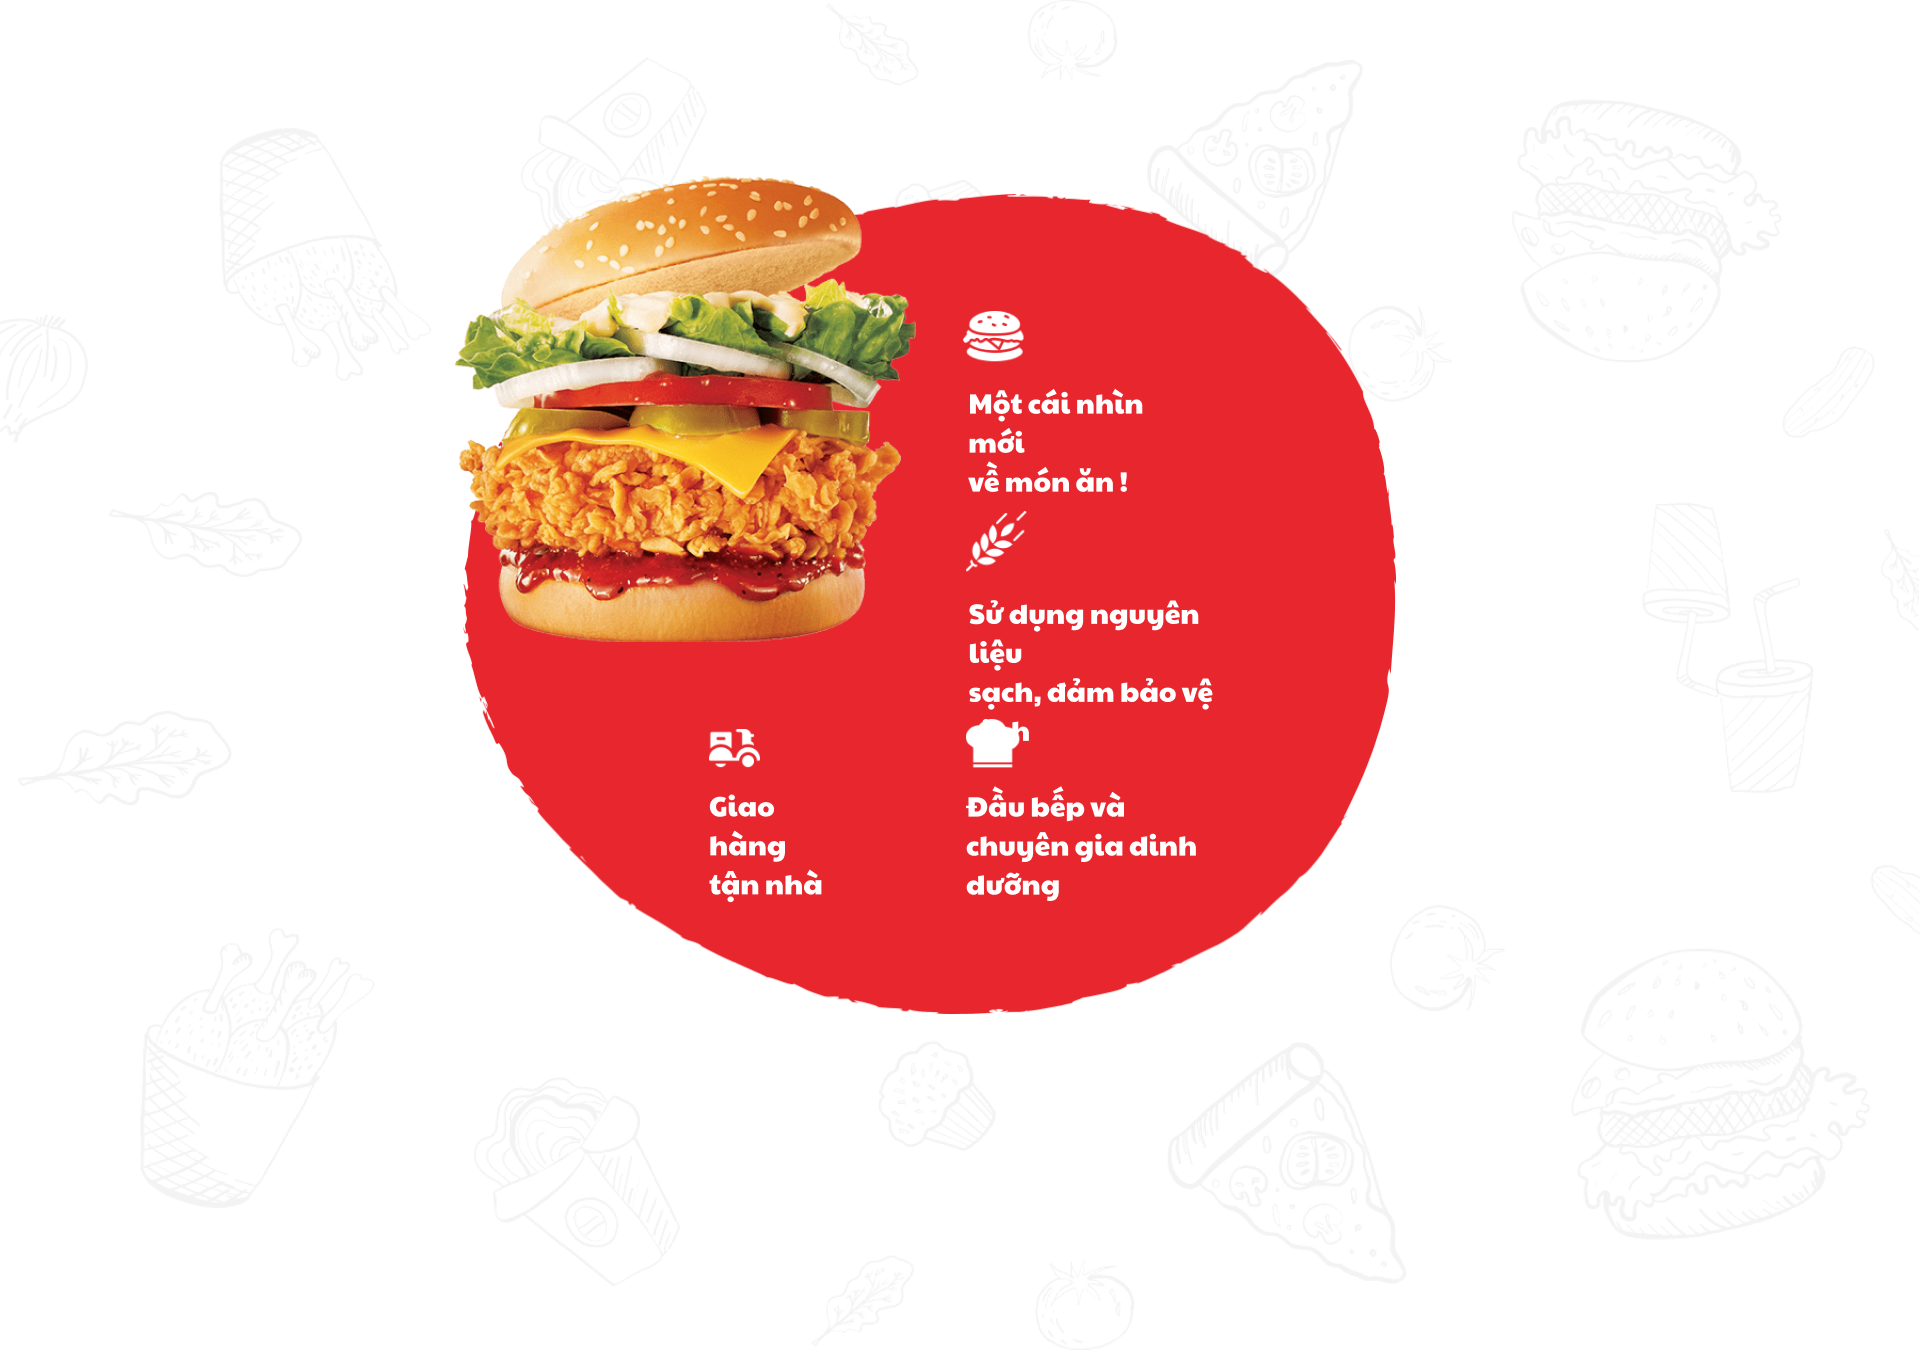 Một cái nhìn
mới
về món ăn !
Sử dụng nguyên
liệu
sạch, đảm bảo vệ
Giao
hàng
tận nhà
Đầu bếp và
chuyên gia dinh
dưỡng